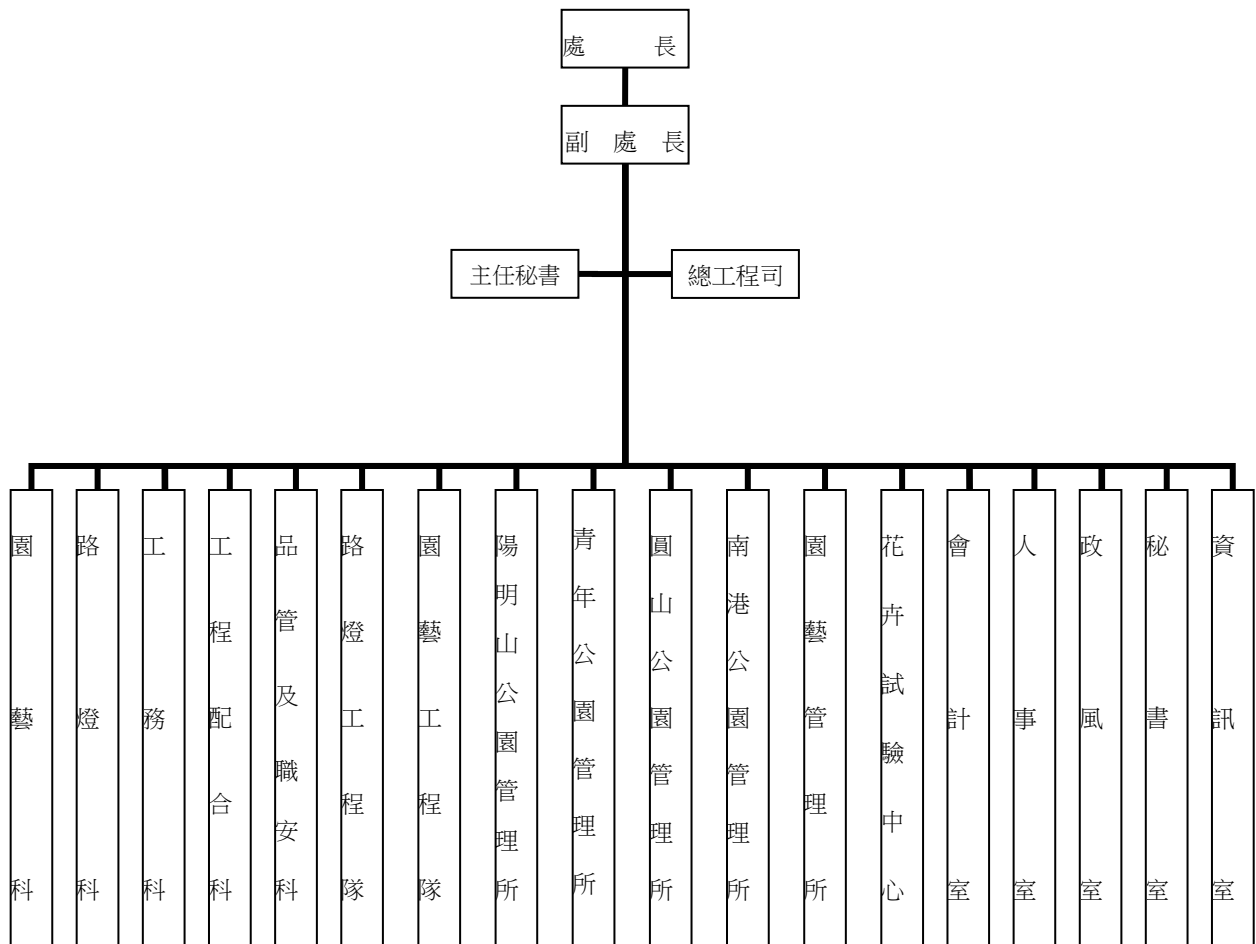 處長
副處長
主任秘書
總工程司
園藝科
路燈科
工務科
工程配合科
品管及職安科
路燈工程隊
園藝工程隊
陽明山公園管理所
青年公園管理所
圓山公園管理所
南港公園管理所
園藝管理所
花卉試驗中心
會計室
人事室
政風室
秘書室
資訊室